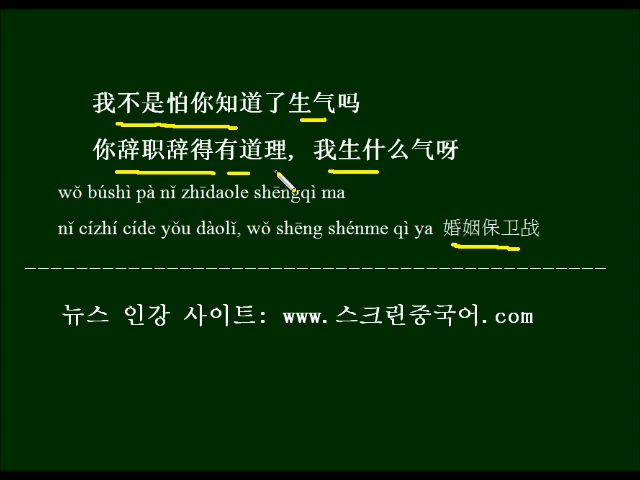 我不是怕你知道了生气吗
你辞职辞得有道理, 我生什么气呀
wǒ búshì pà nǐ zhīdaole shēngqì ma
nǐ cízhí cíde yǒu dàolǐ, wǒ shēng shénme qì ya 婚姻保卫战
뉴스 인강 사이트: www.스크린중국어.com